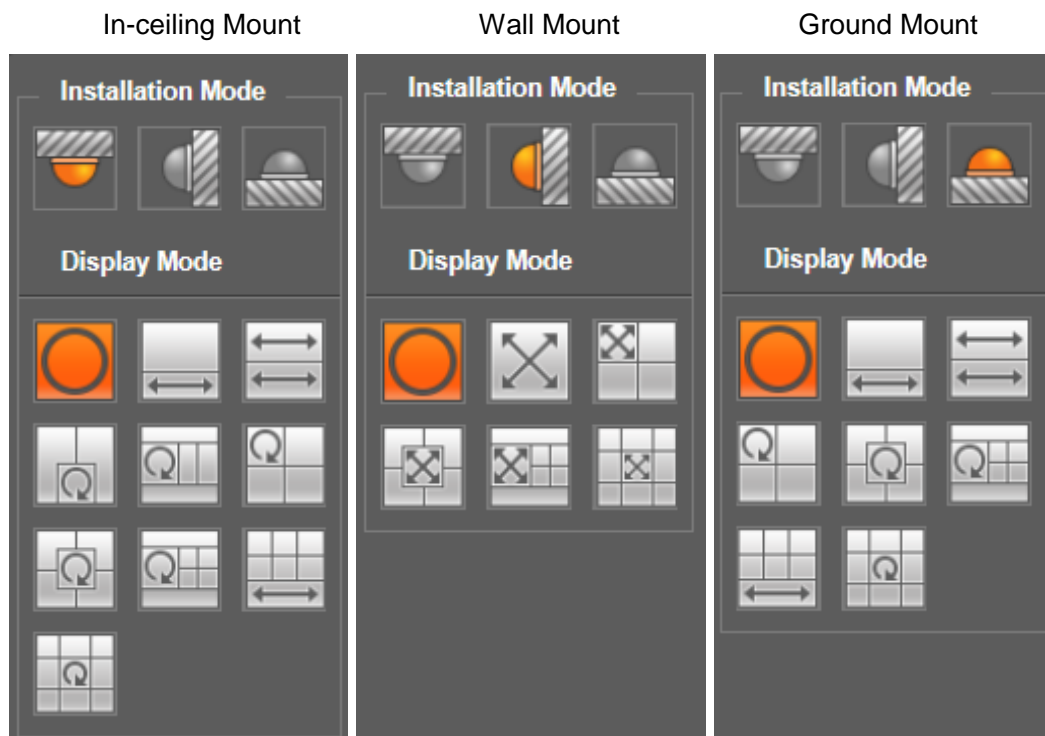 In-ceiling Mount
Wall Mount
Ground Mount
Installation Mode
Installation Mode
Installation Mode
Display Mode
Display Mode
Display Mode